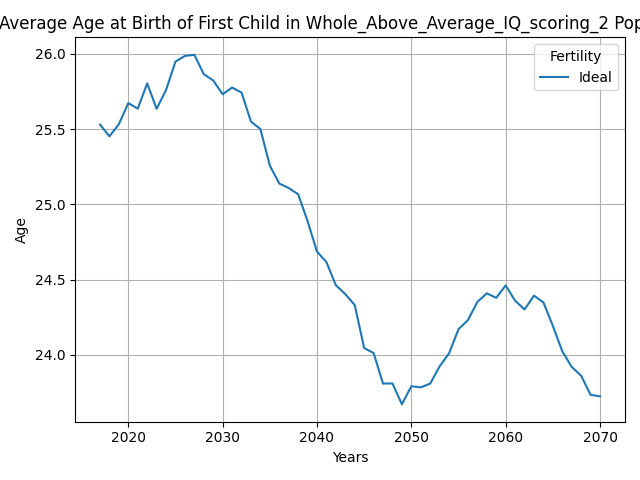 Average Age at Birth of First Child in Whole_Above_Average_IQ_scoring_2 Pop
Fertility
Ideal
26.0
25.5
25.0
24.5
24.0
Age
2020 2030 2040 2050 2060 2070
Years